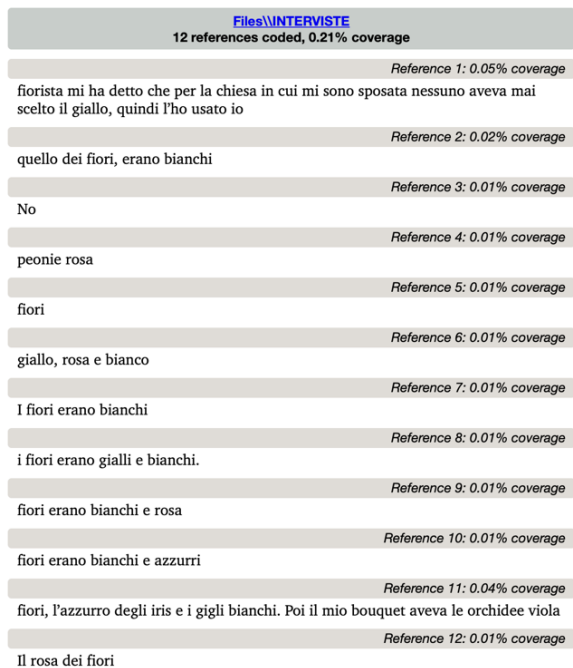 Files\\INTERVISTE
12 references coded, 0.21% coverage
Reference 1: 0.05% coverage
fiorista mi ha detto che per la chiesa in cui mi sono sposata nessuno aveva mai
scelto il giallo, quindi l’ho usato io
Reference 2: 0.02% coverage
quello dei fiori, erano bianchi
Reference 3: 0.01% coverage
No
Reference 4: 0.01% coverage
peonie rosa
Reference 5: 0.01% coverage
fiori
Reference 6: 0.01% coverage
giallo, rosa e bianco
Reference 7: 0.01% coverage
I fiori erano bianchi
Reference 8: 0.01% coverage
i fiori erano gialli e bianchi.
Reference 9: 0.01% coverage
fiori erano bianchi e rosa
Reference 10: 0.01% coverage
fiori erano bianchi e azzurri
Reference 11: 0.04% coverage
fiori, l’azzurro degli iris e i gigli bianchi. Poi il mio bouquet aveva le orchidee viola
Reference 12: 0.01% coverage
Il rosa dei fiori